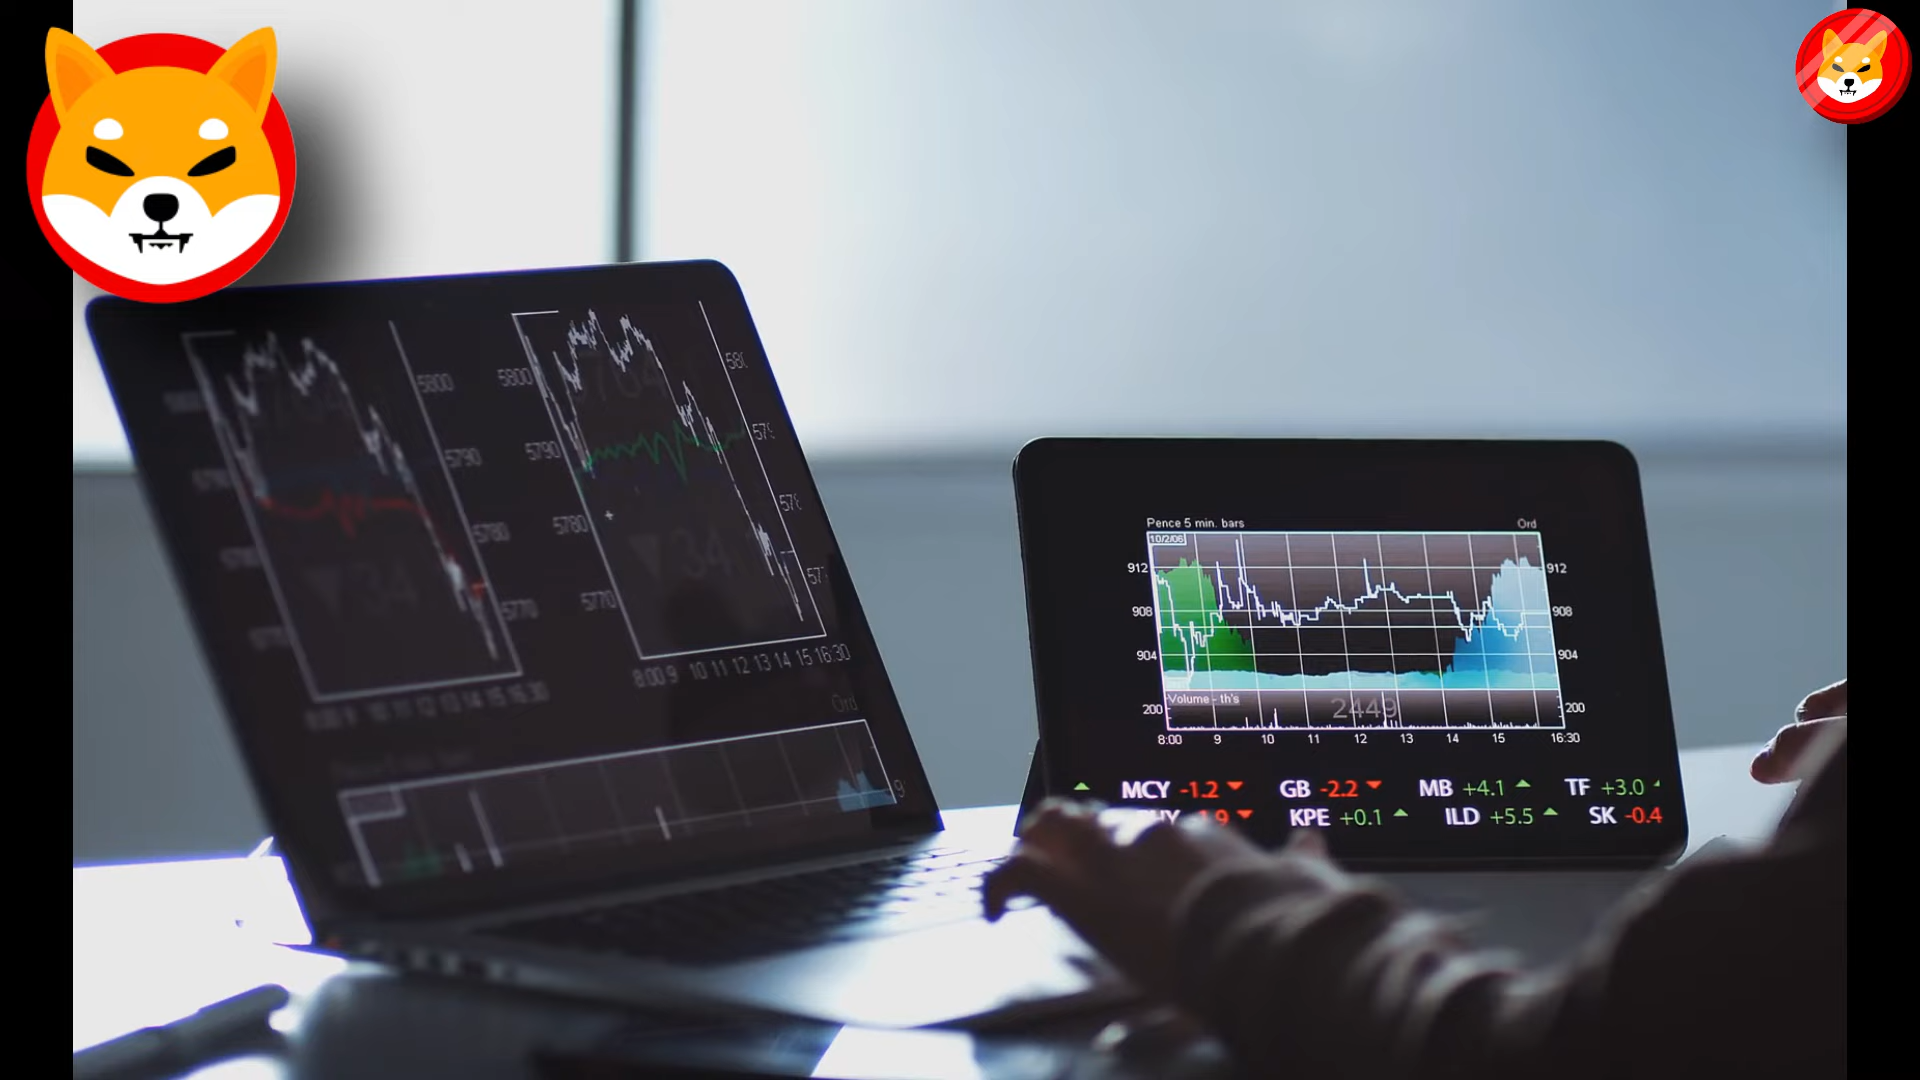 5800
5800
5790
5790
5780
5780
5770
5770
34
34
8:00 9 10 11 12 13 14 15 16:30
Ord
Pence 5 min. bars
Ord
10/2/06
912
912
908
908
904
904
Volume - th's
2449
200
200
8:00 9 10 11 12 13 14 15 16:30
MCY -1.2 GB -2.2 MB +4.1 TF +3.0
KPE +0.1 ILD +5.5 SK -0.4